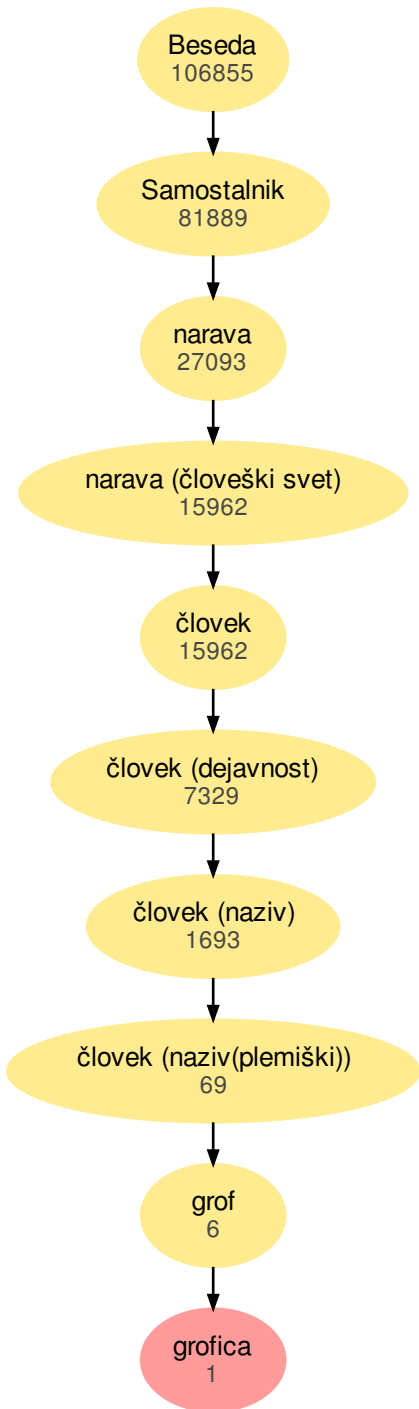 Beseda
106855
Samostalnik
81889
narava
27093
narava (človeški svet)
15962
človek
15962
človek (dejavnost)
7329
človek (naziv)
1693
človek (naziv(plemiški))
69
grof
6
grofica
1